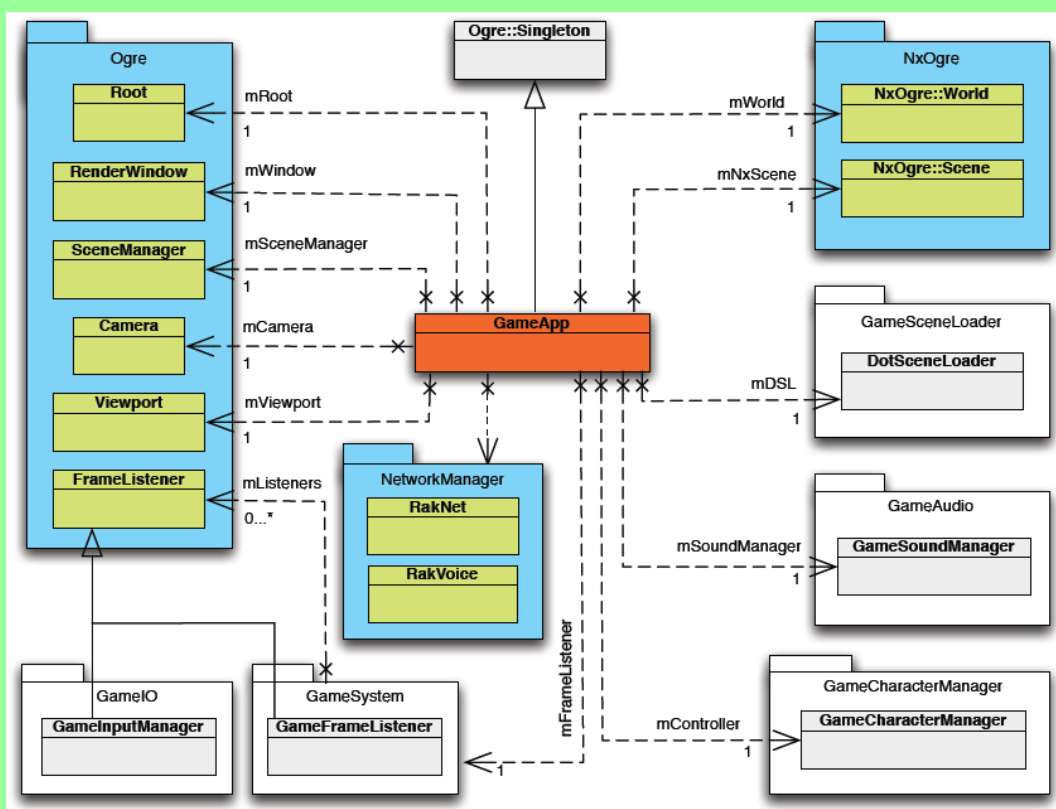 Ogre::Singleton
Ogre
Root
RenderWindow
SceneManager
Camera
Viewport
FrameListener
mRoot
1
mWindow
1
mSceneManager
1
mCamera
1
mViewport
1
mListeners
0...*
GameApp
NxOgre
NxOgre::World
NxOgre::Scene
mWorld
1
mNxScene
1
GameSceneLoader
DotSceneLoader
mDSL
1
NetworkManager
RakNet
RakVoice
GameAudio
GameSoundManager
mSoundManager
1
GameIO
GameInputManager
GameSystem
GameFrameListener
mFrameListener
1
GameCharacterManager
GameCharacterManager
mController
1